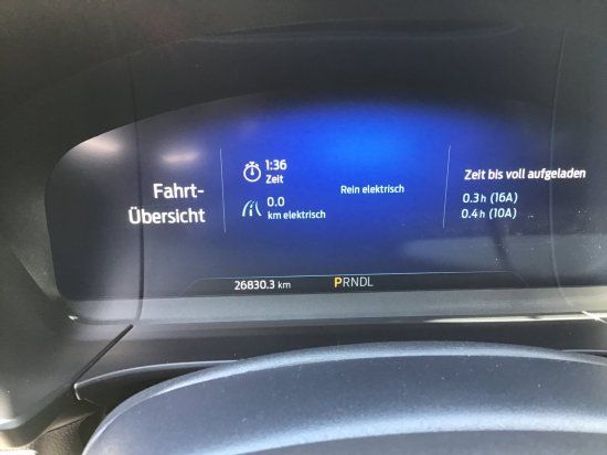 Fahrt-
Übersicht
1:36
Zeit
0.0
km elektrisch
Rein elektrisch
Zeit bis voll aufgeladen
0.3 h (16A)
0.4 h (10A)
26830.3 km
PRNDL